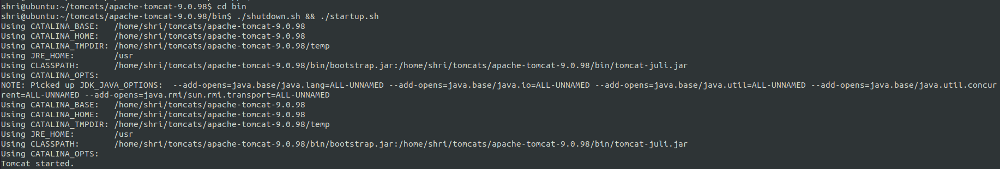 shri@ubuntu:~/tomcats/apache-tomcat-9.0.98$ cd bin
shri@ubuntu:~/tomcats/apache-tomcat-9.0.98/bin$ ./shutdown.sh && ./startup.sh
Using CATALINA_BASE:   /home/shri/tomcats/apache-tomcat-9.0.98
Using CATALINA_HOME:   /home/shri/tomcats/apache-tomcat-9.0.98
Using CATALINA_TMPDIR: /home/shri/tomcats/apache-tomcat-9.0.98/temp
Using JRE_HOME:        /usr
Using CLASSPATH:       /home/shri/tomcats/apache-tomcat-9.0.98/bin/bootstrap.jar:/home/shri/tomcats/apache-tomcat-9.0.98/bin/tomcat-juli.jar
Using CATALINA_OPTS:
NOTE: Picked up JDK_JAVA_OPTIONS:  --add-opens=java.base/java.lang=ALL-UNNAMED --add-opens=java.base/java.io=ALL-UNNAMED --add-opens=java.base/java.util=ALL-UNNAMED --add-opens=java.base/java.util.concur
rent=ALL-UNNAMED --add-opens=java.rmi/sun.rmi.transport=ALL-UNNAMED
Using CATALINA_BASE:   /home/shri/tomcats/apache-tomcat-9.0.98
Using CATALINA_HOME:   /home/shri/tomcats/apache-tomcat-9.0.98
Using CATALINA_TMPDIR: /home/shri/tomcats/apache-tomcat-9.0.98/temp
Using JRE_HOME:        /usr
Using CLASSPATH:       /home/shri/tomcats/apache-tomcat-9.0.98/bin/bootstrap.jar:/home/shri/tomcats/apache-tomcat-9.0.98/bin/tomcat-juli.jar
Using CATALINA_OPTS:
Tomcat started.